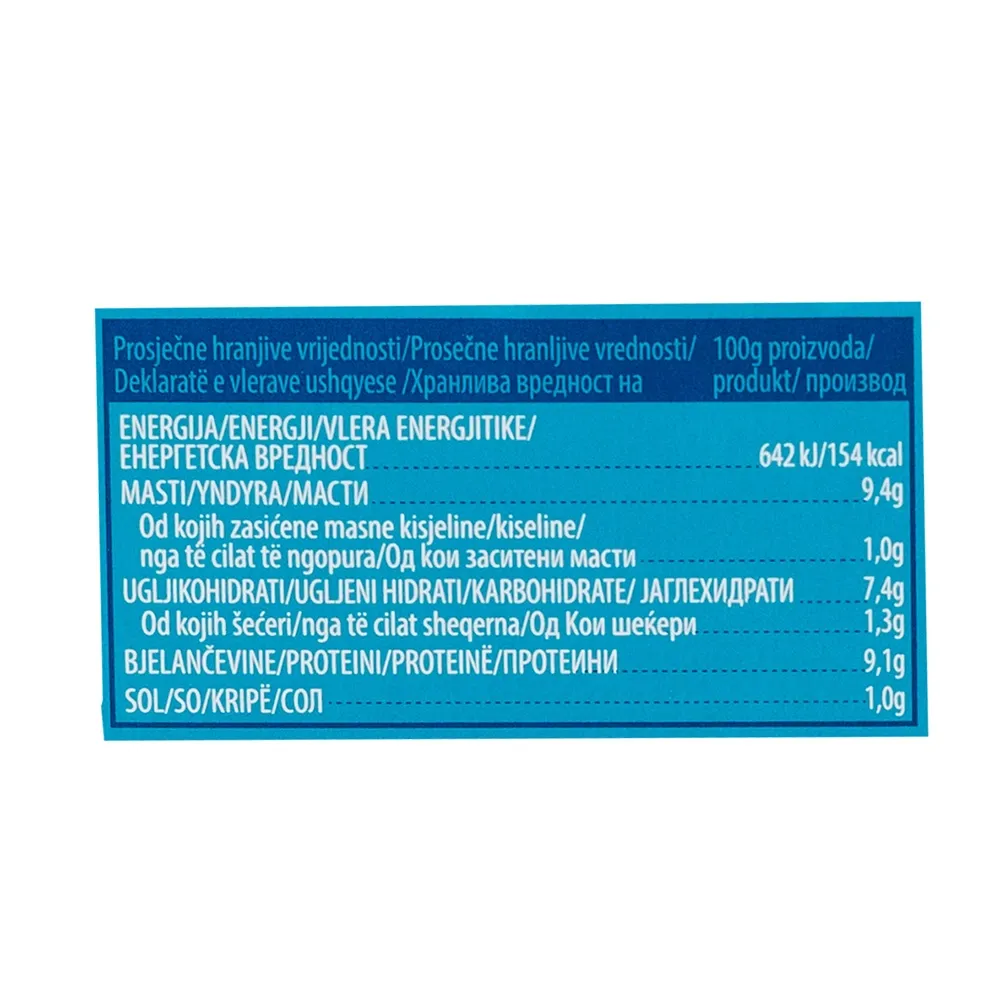 Prosječne hranjive vrijednosti/Prosečne hranljive vrednosti/ 100g proizvoda/
Deklaratë e vlerave ushqyese /Хранлива вредност на produkt/ производ
ENERGIJA/ENERGJI/VLERA ENERGJITIKE/
ЕНЕРГЕТСКА ВРЕДНОСТ 642 kJ/154 kcal
MASTI/YNDYRA/МАСТИ 9,4g
Od kojih zasićene masne kisjeline/kiseline/
nga të cilat të ngopura/Од кои заситени масти 1,0g
UGLJIKOHIDRATI/UGLJENI HIDRATI/KARBOHIDRATE/ ЈАГЛЕХИДРАТИ 7,4g
Od kojih šećeri/nga të cilat sheqerna/Од Кои шеќери 1,3g
BJELANČEVINE/PROTEINI/PROTEINË/ПРОТЕИНИ 9,1g
SOL/SO/KRIPË/СОЛ 1,0g